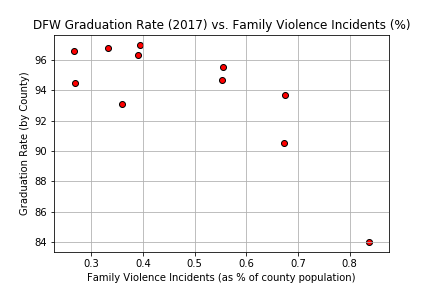 DFW Graduation Rate (2017) vs. Family Violence Incidents (%)
96
94
92
90
88
86
84
Graduation Rate (by County)
0.3 0.4 0.5 0.6 0.7 0.8
Family Violence Incidents (as % of county population)